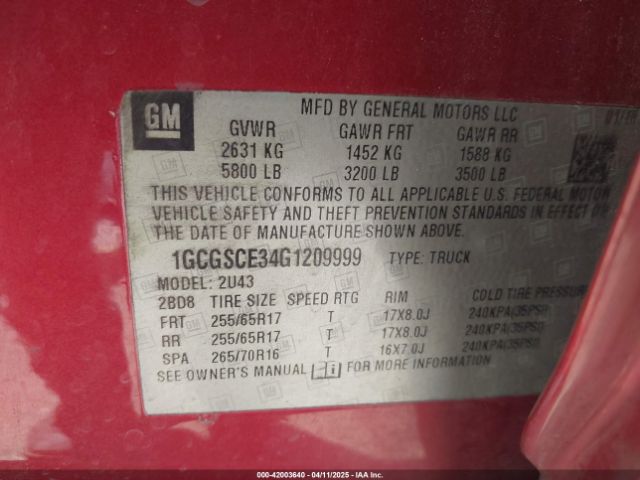 GM
MFD BY GENERAL MOTORS LLC
GVWR GAWR FRT GAWR RR
2631 KG 1452 KG 1588 KG
5800 LB 3200 LB 3500 LB
THIS VEHICLE CONFORMS TO ALL APPLICABLE U.S. FEDERAL MOTOR
VEHICLE SAFETY AND THEFT PREVENTION STANDARDS IN EFFECT ON
THE DATE OF MANUFACTURE SHOWN ABOVE.
1GCGSCE34G1209999 TYPE: TRUCK
MODEL: 2U43
2BD8 TIRE SIZE SPEED RTG RIM COLD TIRE PRESSURE
FRT 255/65R17 T 17X8.0J 240KPA(35PSI)
RR 255/65R17 T 17X8.0J 240KPA(35PSI)
SPA 265/70R16 T 16X7.0J 240KPA(35PSI)
SEE OWNER'S MANUAL FOR MORE INFORMATION
000-42003640 - 04/11/2025 - IAA, LLC.